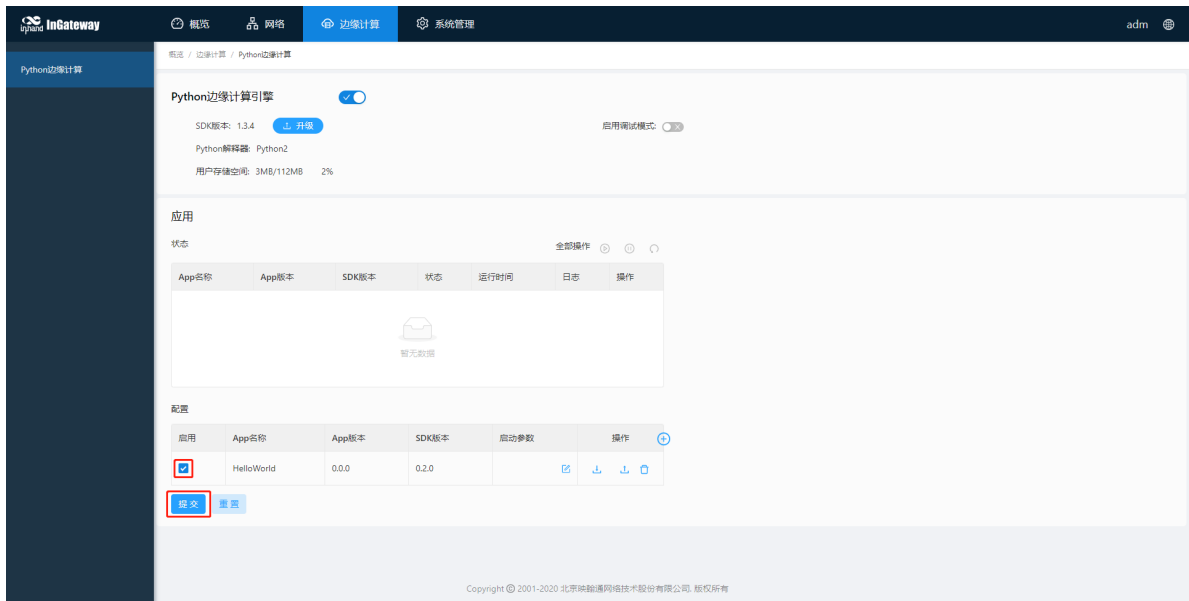 inhand InGateway 概览 网络 边缘计算 系统管理 adm
Python边缘计算
概览 / 边缘计算 / Python边缘计算
Python边缘计算引擎
SDK版本: 1.3.4 升级 启用调试模式:
Python解释器: Python2
用户存储空间: 3MB/112MB 2%
应用
状态 全部操作
App名称 App版本 SDK版本 状态 运行时间 日志 操作
暂无数据
配置
启用 App名称 App版本 SDK版本 启动参数 操作
HelloWorld 0.0.0 0.2.0
提交 重置
Copyright © 2001-2020 北京映翰通网络技术股份有限公司. 版权所有